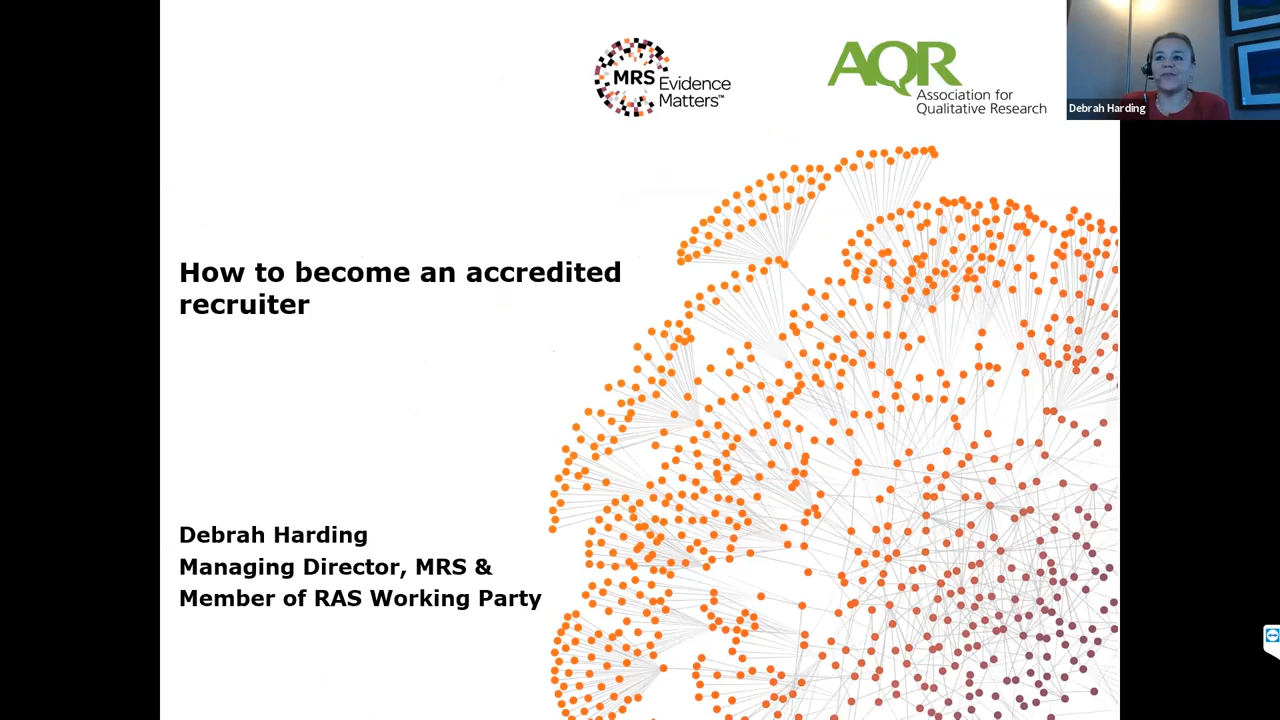 MRS Evidence
Matters™
AQR
Association for
Qualitative Research
Debrah Harding
How to become an accredited
recruiter
Debrah Harding
Managing Director, MRS &
Member of RAS Working Party